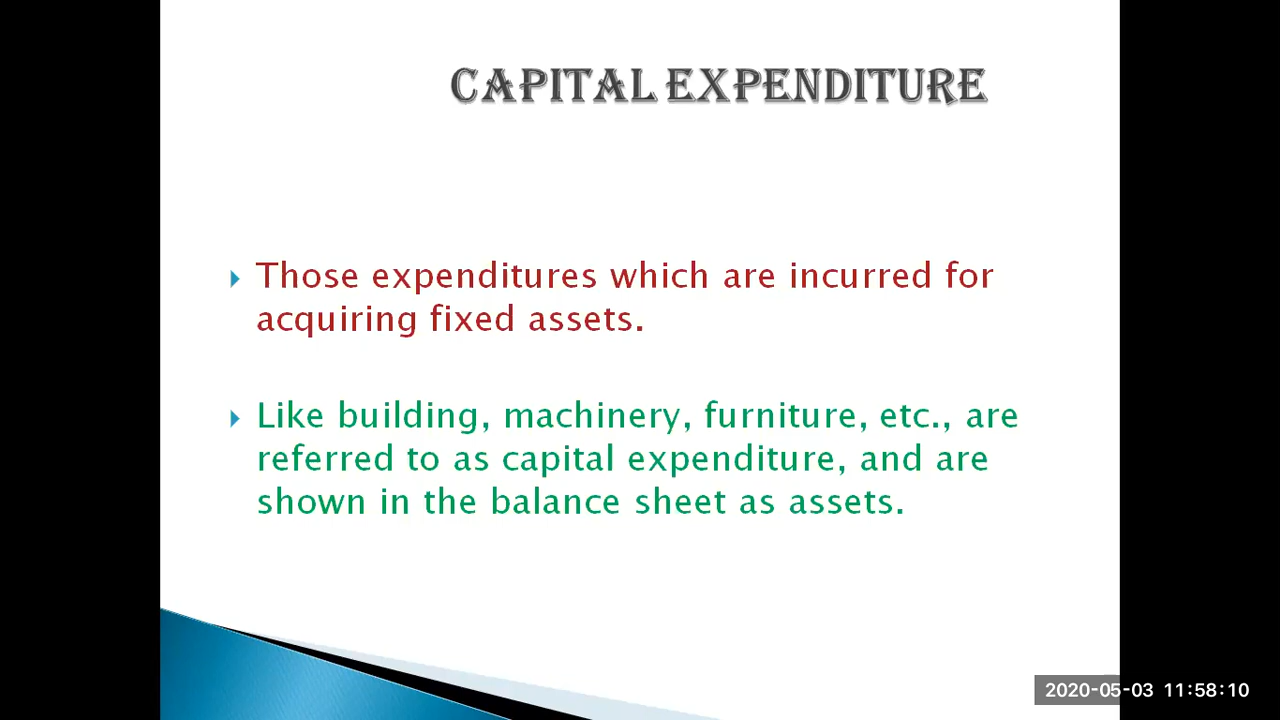 CAPITAL EXPENDITURE
Those expenditures which are incurred for
acquiring fixed assets.
Like building, machinery, furniture, etc., are
referred to as capital expenditure, and are
shown in the balance sheet as assets.
2020-05-03 11:58:10